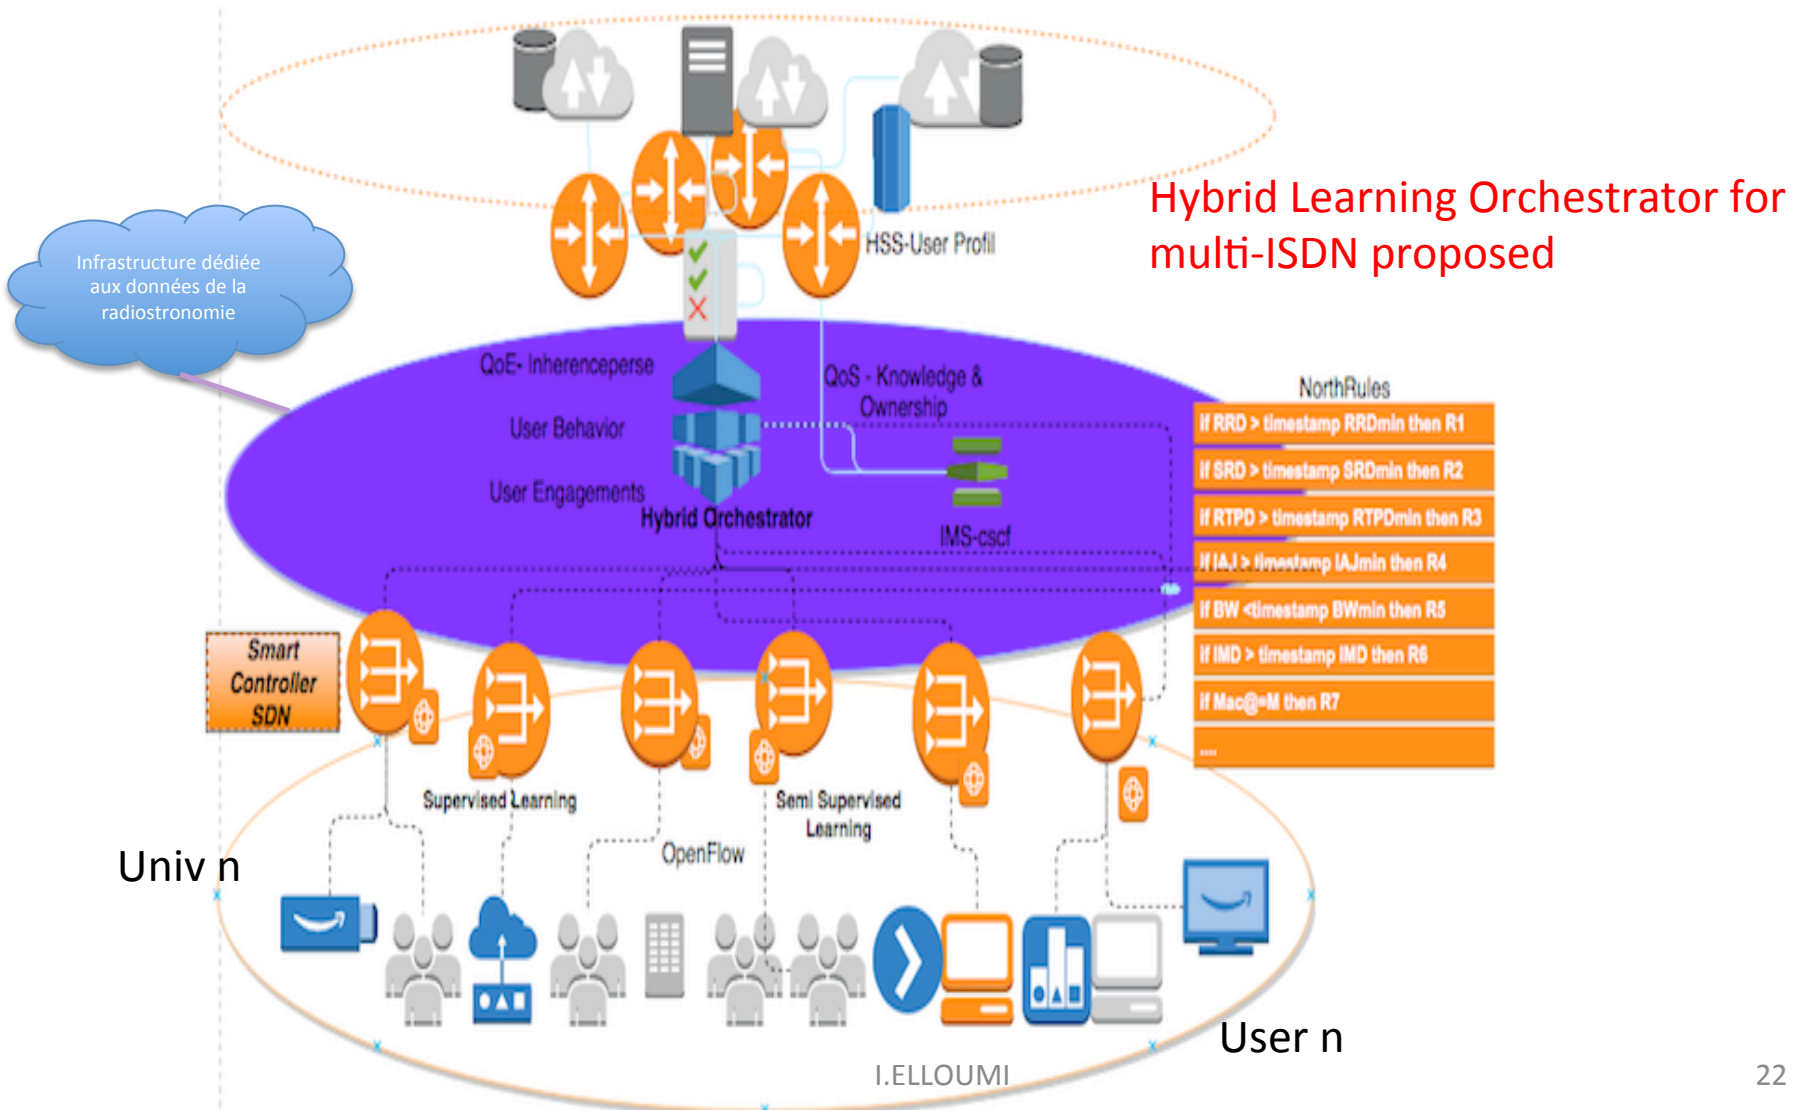 Hybrid Learning Orchestrator for
multi-ISDN proposed
HSS-User Profil
Infrastructure dédiée
aux données de la
radiostronomie
QoE- Inherenceperse
User Behavior
User Engagements
Hybrid Orchestrator
QoS - Knowledge &
Ownership
IMS-cscf
NorthRules
if RRD > timestamp RRDmin then R1
if SRD > timestamp SRDmin then R2
if RTPD > timestamp RTPDmin then R3
if IAJ > timestamp IAJmin then R4
if BW <timestamp BWmin then R5
if IMD > timestamp IMD then R6
if Mac@=M then R7
....
Smart
Controller
SDN
Supervised Learning
Semi Supervised
Learning
OpenFlow
Univ n
User n
I.ELLOUMI
22